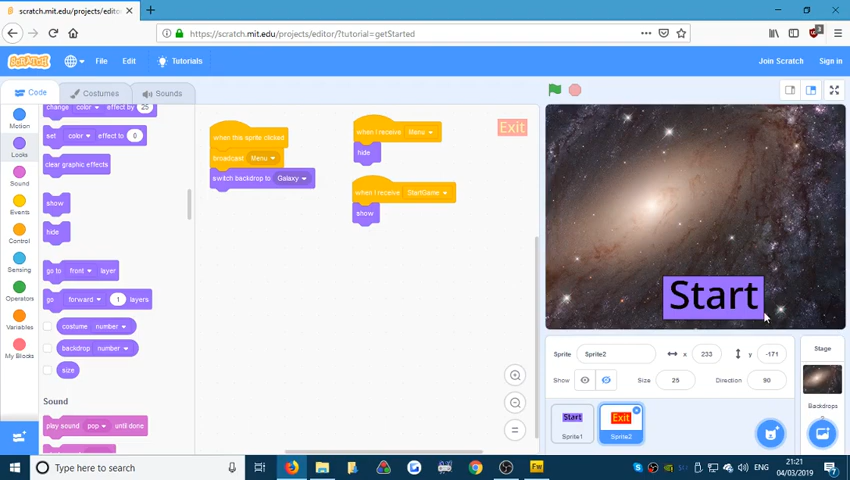 scratch.mit.edu/projects/editor
https://scratch.mit.edu/projects/editor/?tutorial=getStarted
SCRATCH
File
Edit
Tutorials
Join Scratch
Sign in
Code
Costumes
Sounds
Motion
Looks
Sound
Events
Control
Sensing
Operators
Variables
My Blocks
change color effect by 25
set color effect to 0
clear graphic effects
show
hide
go to front layer
go forward 1 layers
costume number
backdrop number
size
Sound
play sound pop until done
when this sprite clicked
broadcast Menu
switch backdrop to Galaxy
when I receive Menu
hide
when I receive StartGame
show
Exit
Start
Sprite
Sprite2
x
233
y
-171
Show
Size
25
Direction
90
Start
Sprite1
Exit
Sprite2
Stage
Backdrops
Type here to search
Fw
ENG
21:21
04/03/2019